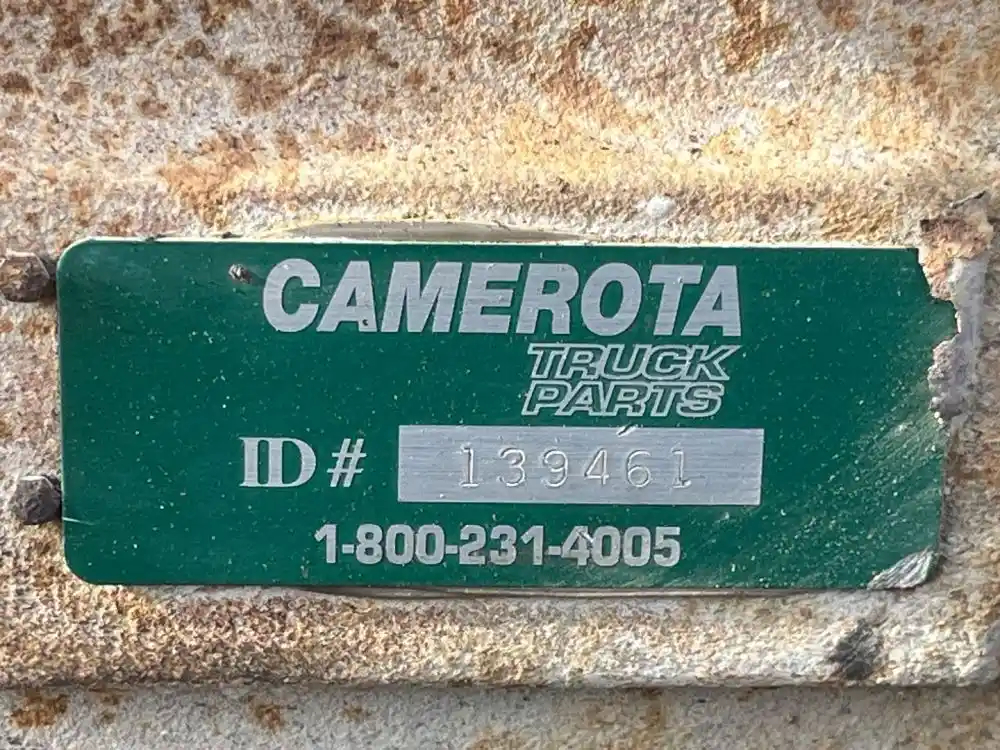 CAMEROTA
TRUCK
PARTS
ID# 139461
1-800-231-4005